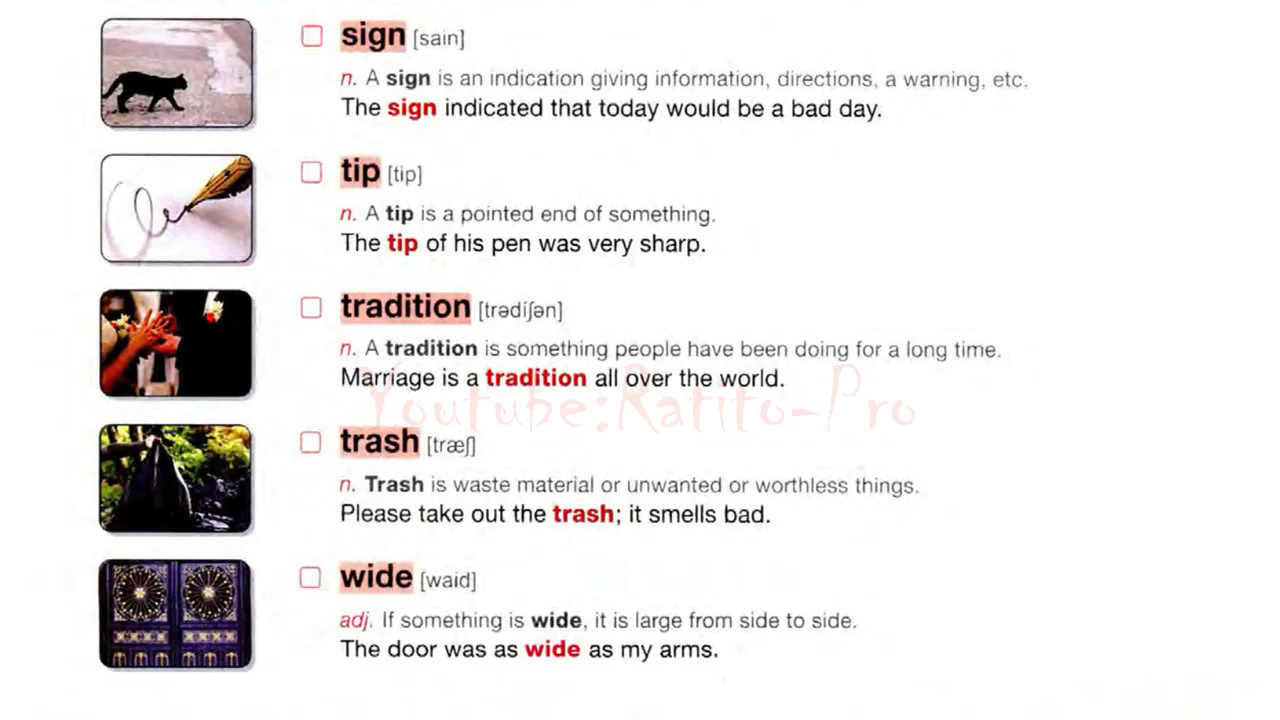 sign [sain]
n. A sign is an indication giving information, directions, a warning, etc.
The sign indicated that today would be a bad day.
tip [tip]
n. A tip is a pointed end of something.
The tip of his pen was very sharp.
tradition [trədíʃən]
n. A tradition is something people have been doing for a long time.
Marriage is a tradition all over the world.
Youtube:Ratito-Pro
trash [træʃ]
n. Trash is waste material or unwanted or worthless things.
Please take out the trash; it smells bad.
wide [waid]
adj. If something is wide, it is large from side to side.
The door was as wide as my arms.